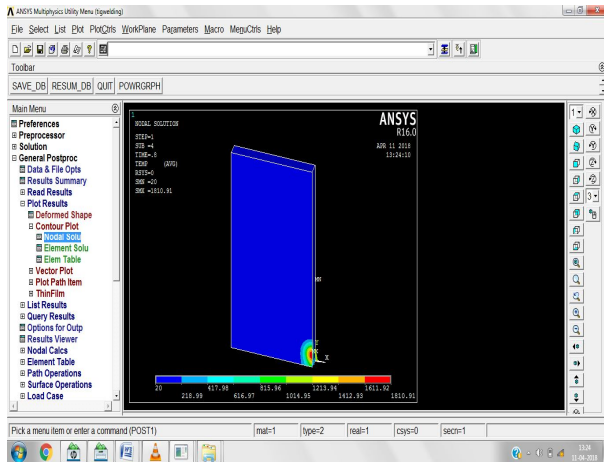 ANSYS Multiphysics Utility Menu (tigwelding)
File Select List Plot PlotCtrls WorkPlane Parameters Macro MenuCtrls Help
Toolbar
SAVE_DB RESUM_DB QUIT POWRGRPH
Main Menu
Preferences
Preprocessor
Solution
General Postproc
Data & File Opts
Results Summary
Read Results
Plot Results
Deformed Shape
Contour Plot
Nodal Solu
Element Solu
Elem Table
Vector Plot
Plot Path Item
ThinFilm
List Results
Query Results
Options for Outp
Results Viewer
Nodal Calcs
Element Table
Path Operations
Surface Operations
Load Case
1
NODAL SOLUTION
STEP=1
SUB =4
TIME=.8
TEMP (AVG)
RSYS=0
SMN =20
SMX =1810.91
ANSYS
R16.0
APR 11 2018
13:24:10
MN
Y
MX
X
20 417.98 815.96 1213.94 1611.92
218.99 616.97 1014.95 1412.93 1810.91
1
3
Pick a menu item or enter a command (POST1) mat=1 type=2 real=1 csys=0 secn=1
13:24
11-04-2018